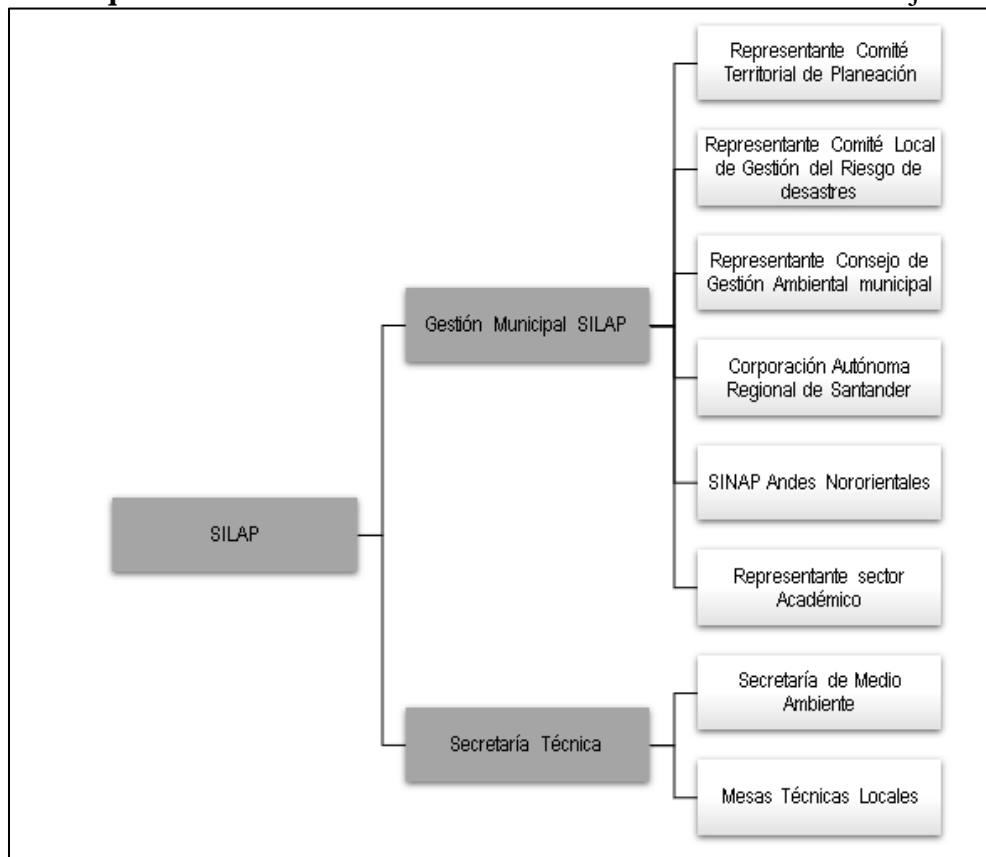 Representante Comité
Territorial de Planeación
Representante Comité Local
de Gestión del Riesgo de
desastres
Representante Consejo de
Gestión Ambiental municipal
Gestión Municipal SILAP
Corporación Autónoma
Regional de Santander
SINAP Andes Nororientales
SILAP
Representante sector
Académico
Secretaría de Medio
Ambiente
Secretaría Técnica
Mesas Técnicas Locales